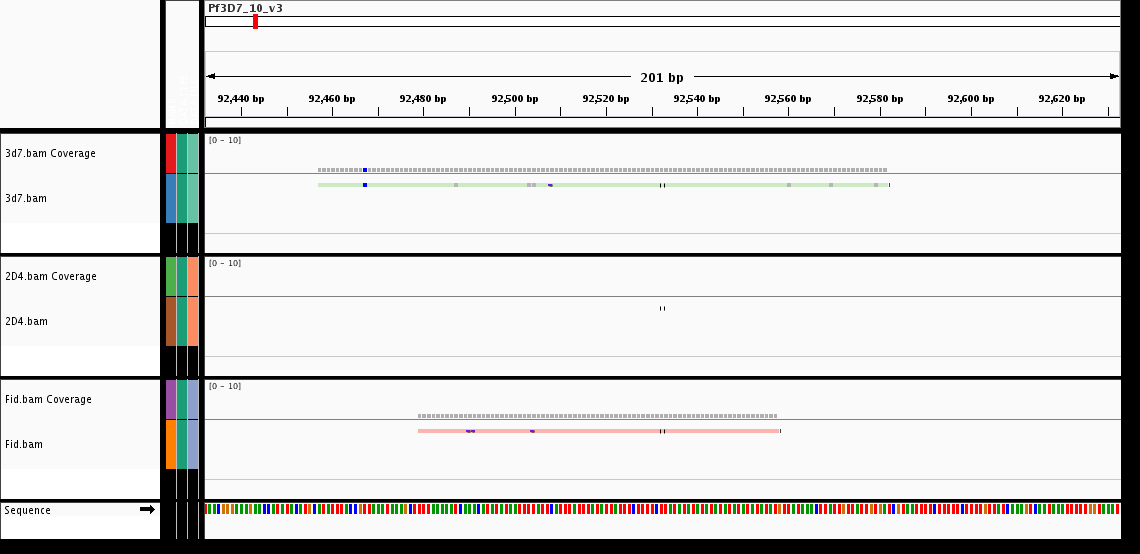 Pf3D7_10_v3
201 bp
92,440 bp 92,460 bp 92,480 bp 92,500 bp 92,520 bp 92,540 bp 92,560 bp 92,580 bp 92,600 bp 92,620 bp
[0 - 10]
3d7.bam Coverage
3d7.bam
[0 - 10]
2D4.bam Coverage
2D4.bam
[0 - 10]
Fid.bam Coverage
Fid.bam
Sequence